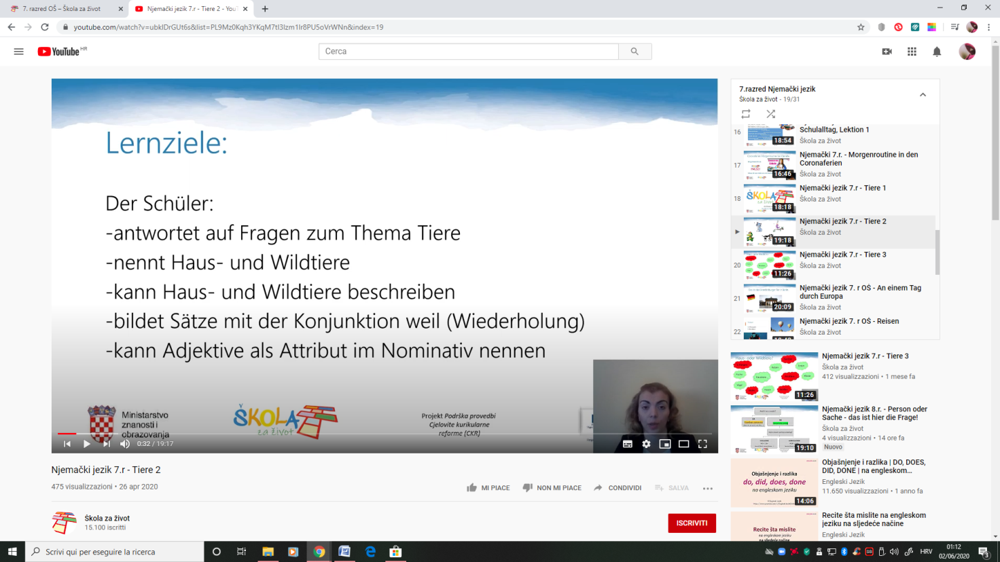 7. razred OŠ – Škola za život
Njemački jezik 7.r - Tiere 2 - You
youtube.com/watch?v=ubkIDrGUt6s&list=PL9Mz0Kqh3YKqM7tI3Izm1Ir8PU5oVrWNn&index=19
YouTube HR
Cerca
Lernziele:
Der Schüler:
-antwortet auf Fragen zum Thema Tiere
-nennt Haus- und Wildtiere
-kann Haus- und Wildtiere beschreiben
-bildet Sätze mit der Konjunktion weil (Wiederholung)
-kann Adjektive als Attribut im Nominativ nennen
Ministarstvo
znanosti i
obrazovanja
ŠKOLA
za život
Projekt Podrška provedbi
Cjelovite kurikularne
reforme (CKR)
0:32 / 19:17
Njemački jezik 7.r - Tiere 2
475 visualizzazioni • 26 apr 2020
MI PIACE
NON MI PIACE
CONDIVIDI
SALVA
Škola za život
15.100 iscritti
ISCRIVITI
7.razred Njemački jezik
Škola za život - 19/31
16
18:54
Schulalltag, Lektion 1
Škola za život
17
16:46
Njemački 7.r. - Morgenroutine in den
Coronaferien
Škola za život
18
ŠKOLA
18:18
Njemački jezik 7.r - Tiere 1
Škola za život
19:18
Njemački jezik 7.r - Tiere 2
Škola za život
20
11:26
Njemački jezik 7.r - Tiere 3
Škola za život
21
20:09
Njemački jezik 7. r OŠ - An einem Tag
durch Europa
Škola za život
22
Njemački jezik 7. r OŠ - Reisen
Škola za život
Haus- oder Wildtiere?
11:26
Njemački jezik 7.r - Tiere 3
Škola za život
412 visualizzazioni • 1 mese fa
19:10
Njemački jezik 8.r. - Person oder
Sache - das ist hier die Frage!
Škola za život
4 visualizzazioni • 14 ore fa
Nuovo
Objašnjenje i razlika
do, did, does, done
na engleskom jeziku
14:06
Objašnjenje i razlika | DO, DOES,
DID, DONE | na engleskom...
Engleski Jezik
11.650 visualizzazioni • 1 anno fa
Recite šta mislite
na engleskom jeziku
na sljedeće načine
Recite šta mislite na engleskom
jeziku na sljedeće načine
Engleski Jezik
Scrivi qui per eseguire la ricerca
HRV
01:12
02/06/2020
3